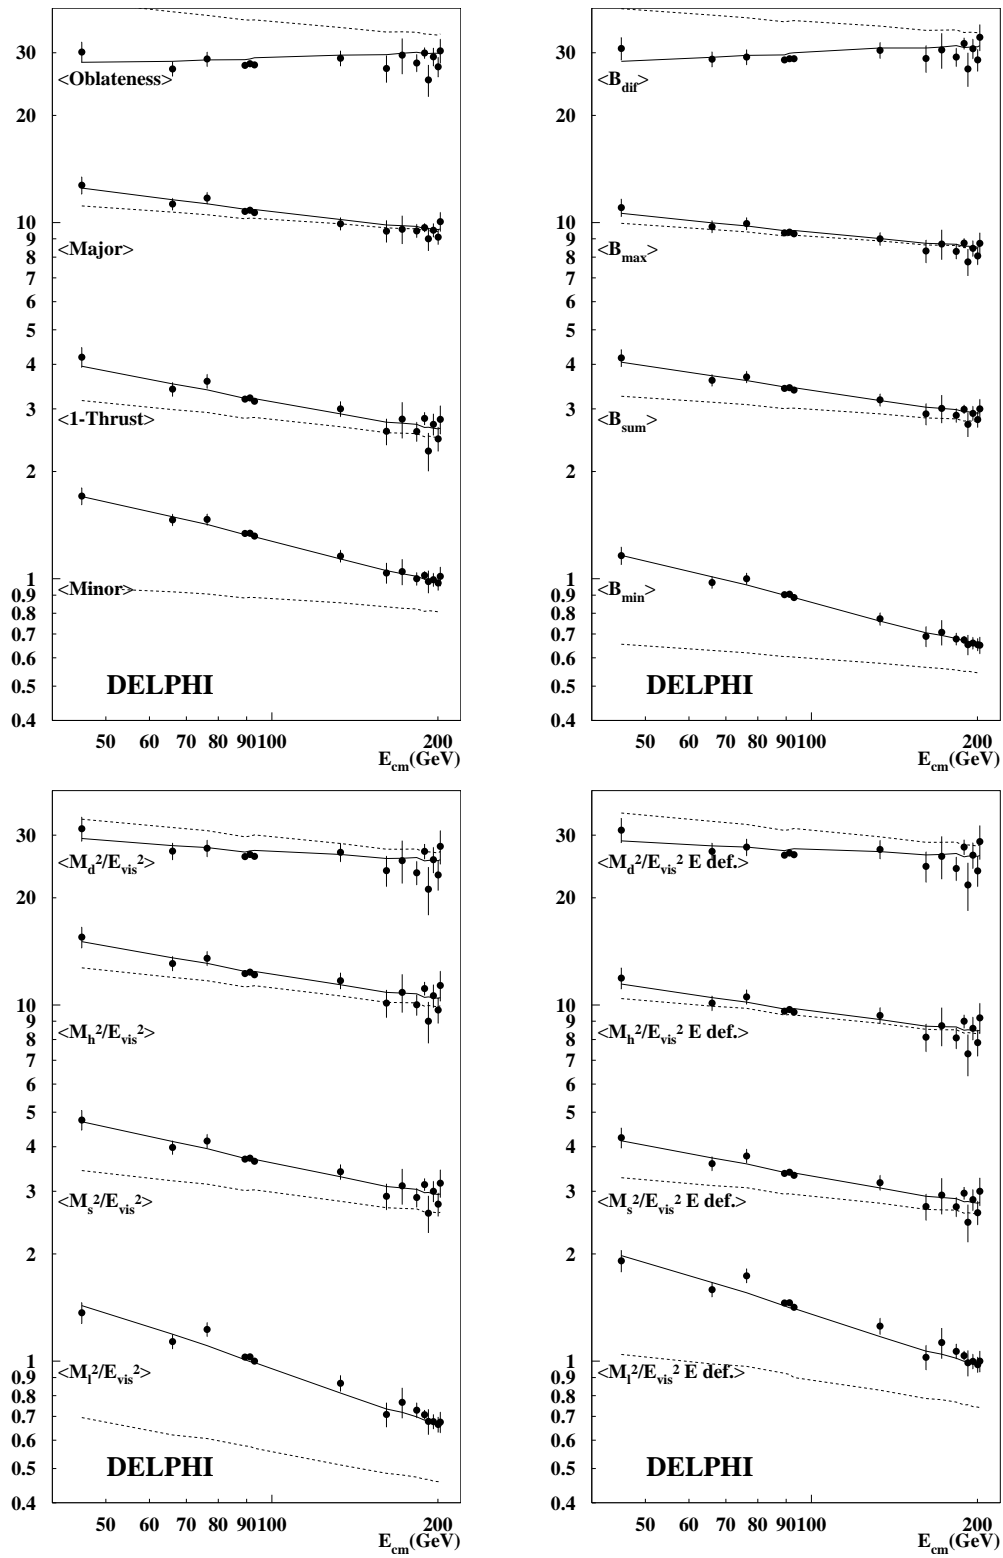 30
20
10
9
8
7
6
5
4
3
2
1
0.9
0.8
0.7
0.6
0.5
0.4
<Oblateness>
<Major>
<1-Thrust>
<Minor>
DELPHI
50 60 70 80 90 100 200
E_cm(GeV)
30
20
10
9
8
7
6
5
4
3
2
1
0.9
0.8
0.7
0.6
0.5
0.4
<B_dif>
<B_max>
<B_sum>
<B_min>
DELPHI
50 60 70 80 90 100 200
E_cm(GeV)
30
20
10
9
8
7
6
5
4
3
2
1
0.9
0.8
0.7
0.6
0.5
0.4
<M_d²/E_vis²>
<M_h²/E_vis²>
<M_s²/E_vis²>
<M_l²/E_vis²>
DELPHI
50 60 70 80 90 100 200
E_cm(GeV)
30
20
10
9
8
7
6
5
4
3
2
1
0.9
0.8
0.7
0.6
0.5
0.4
<M_d²/E_vis² E def.>
<M_h²/E_vis² E def.>
<M_s²/E_vis² E def.>
<M_l²/E_vis² E def.>
DELPHI
50 60 70 80 90 100 200
E_cm(GeV)